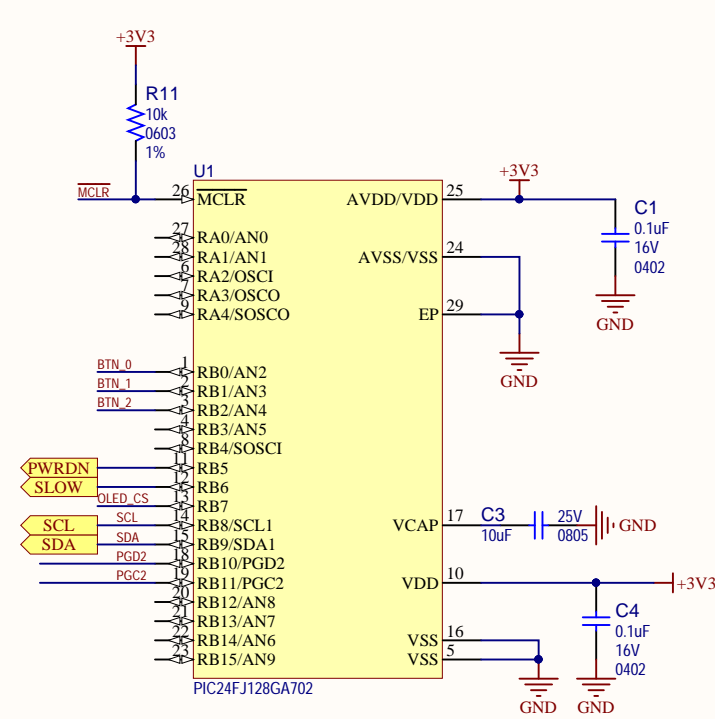 +3V3
R11
10k
0603
1%
U1
+3V3
MCLR
26
MCLR
AVDD/VDD
25
C1
0.1uF
16V
0402
GND
27
RA0/AN0
28
RA1/AN1
AVSS/VSS
24
6
RA2/OSCI
7
RA3/OSCO
9
RA4/SOSCO
EP
29
GND
BTN_0
1
RB0/AN2
BTN_1
2
RB1/AN3
BTN_2
3
RB2/AN4
4
RB3/AN5
8
RB4/SOSCI
PWRDN
11
RB5
SLOW
12
RB6
OLED_CS
13
RB7
SCL
SCL
14
RB8/SCL1
VCAP
17
C3
10uF
25V
0805
GND
SDA
SDA
15
RB9/SDA1
PGD2
18
RB10/PGD2
PGC2
19
RB11/PGC2
VDD
10
+3V3
20
RB12/AN8
21
RB13/AN7
22
RB14/AN6
VSS
16
23
RB15/AN9
VSS
5
C4
0.1uF
16V
0402
PIC24FJ128GA702
GND
GND